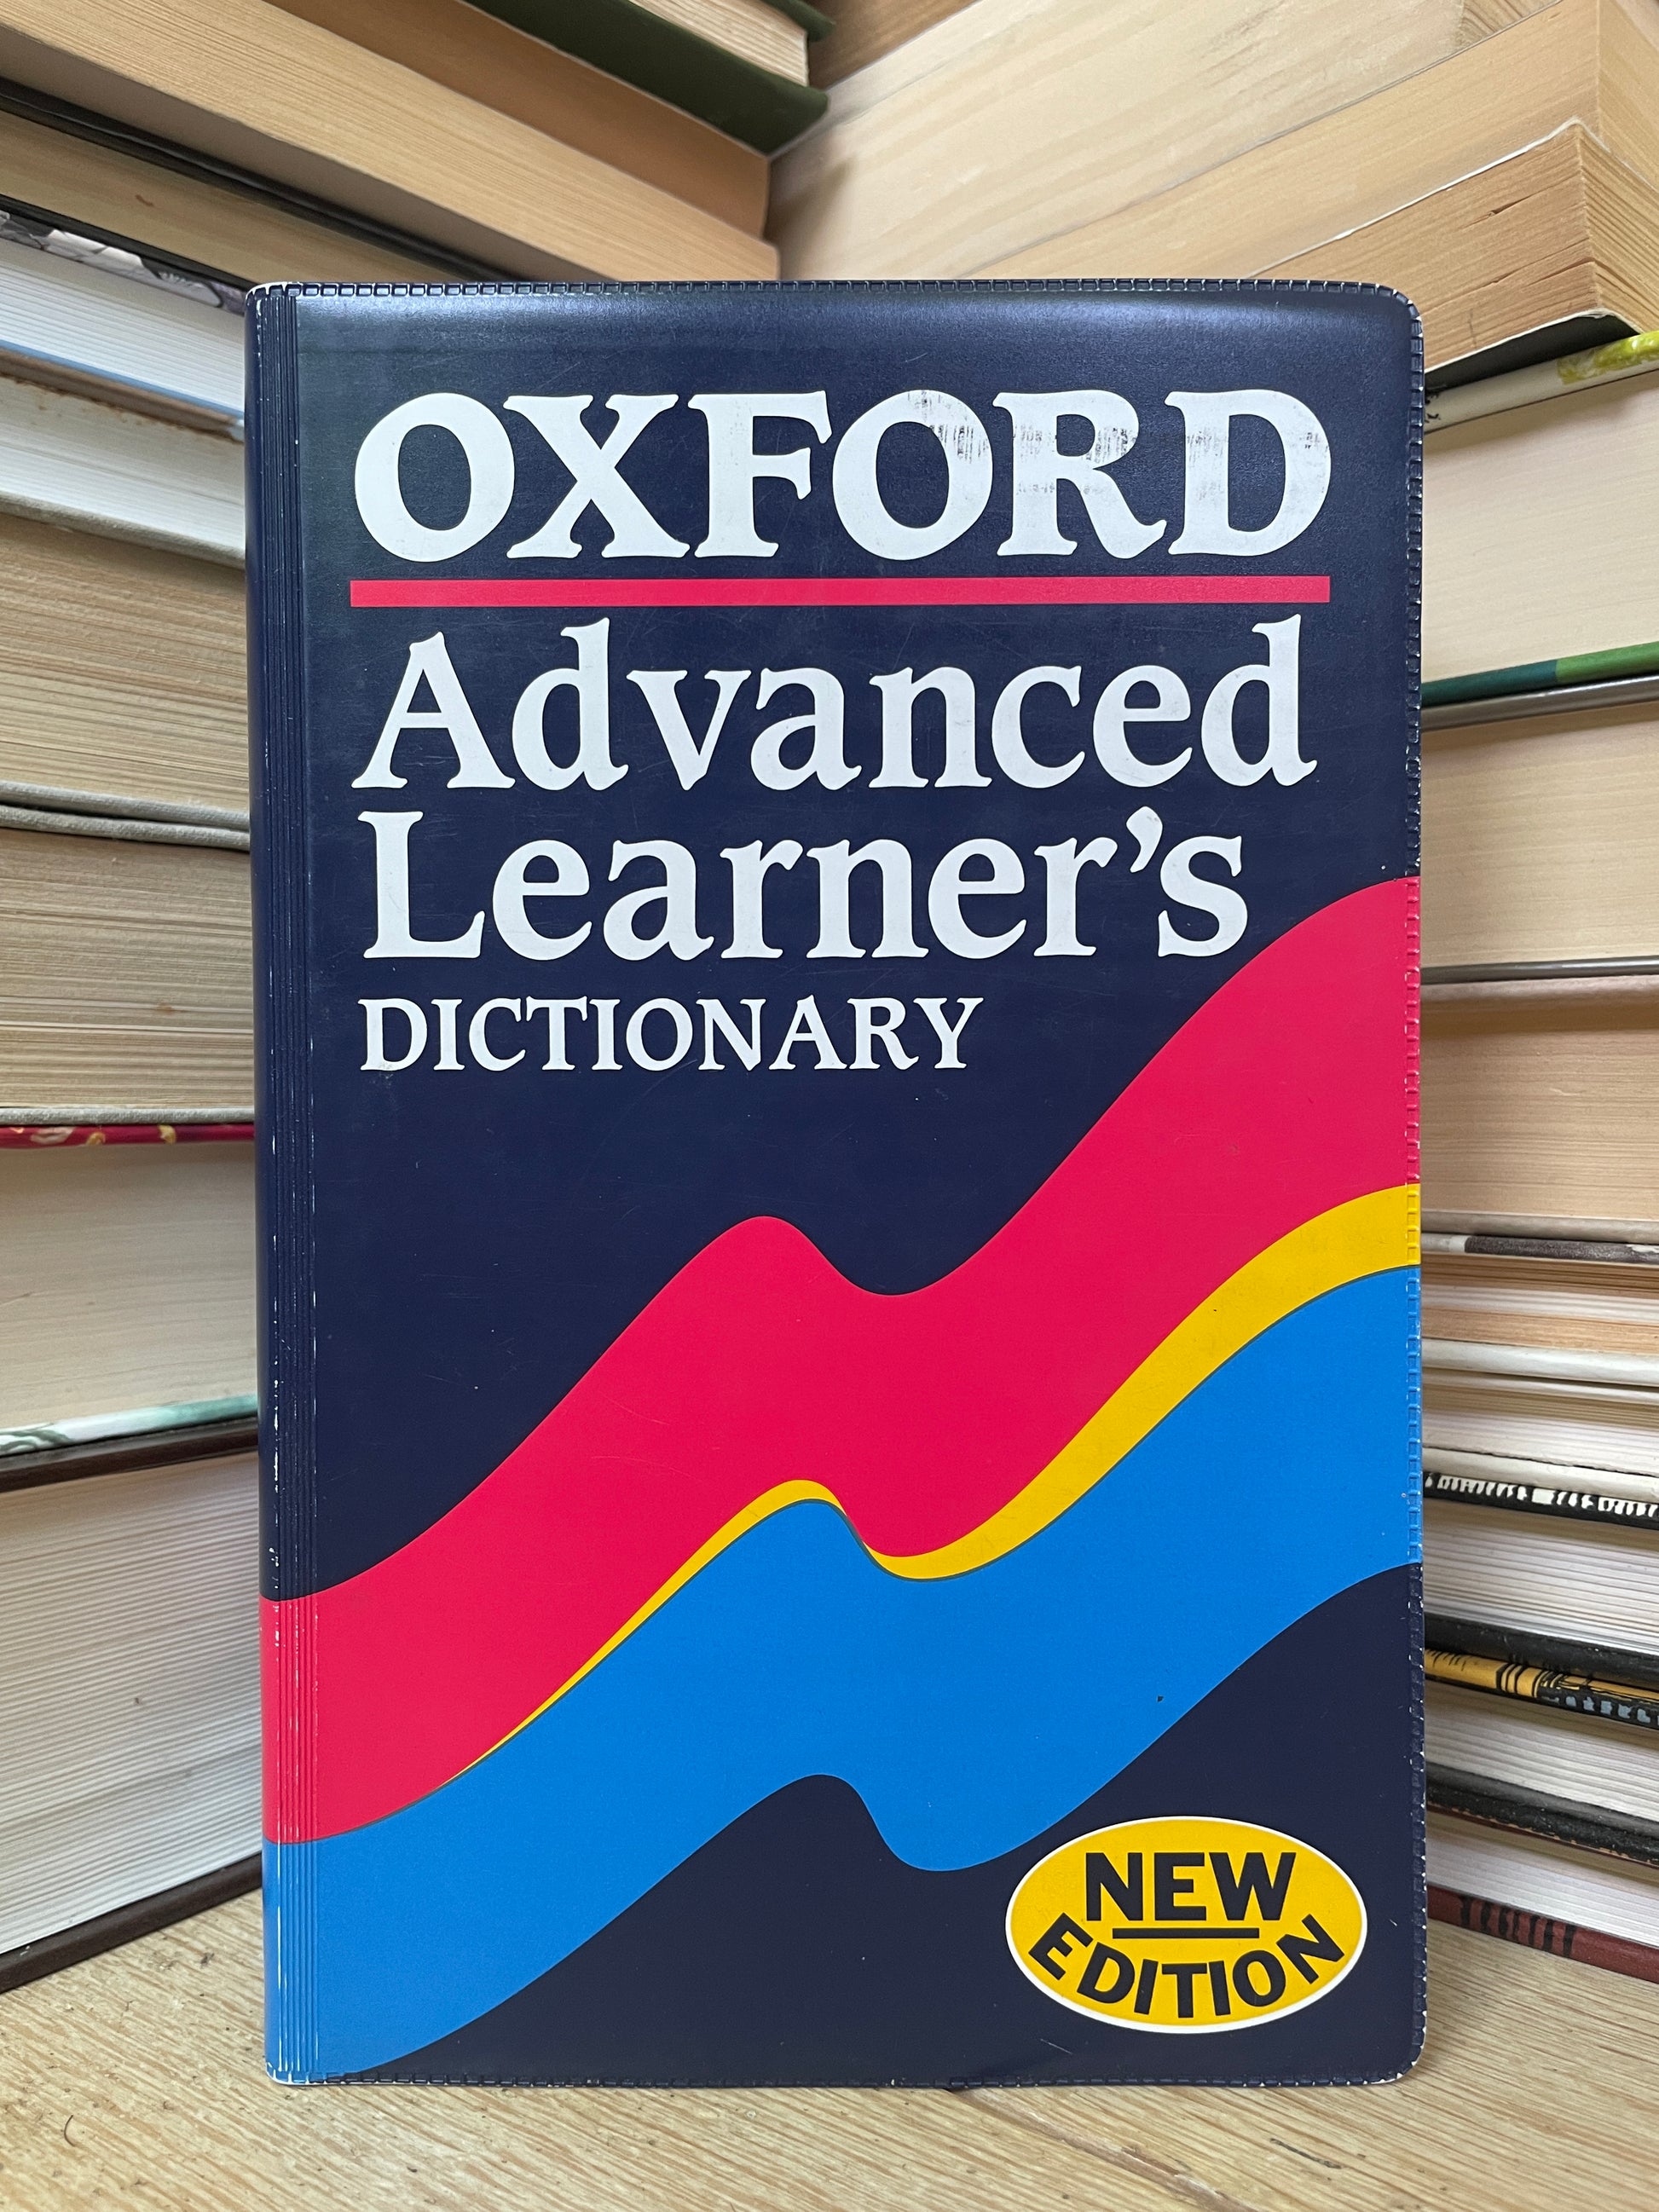 OXFORD
Advanced
Learner's
DICTIONARY
NEW
EDITION